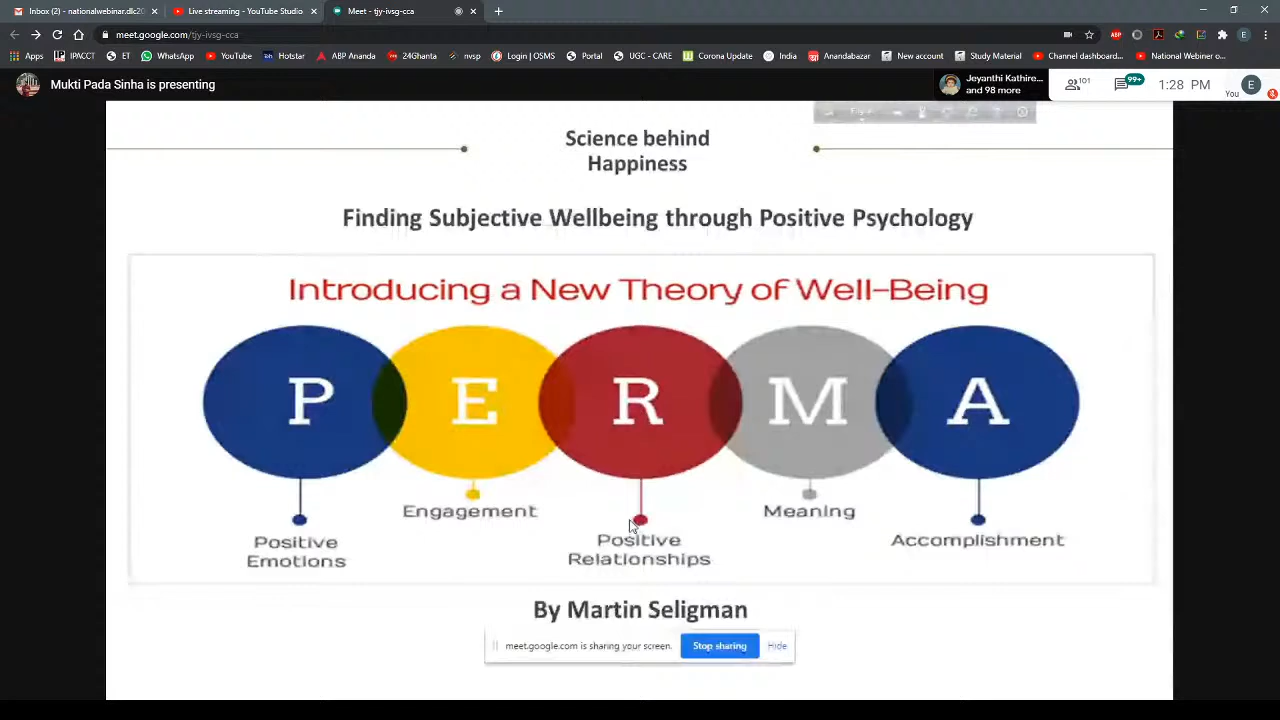 Inbox (2) - nationalwebinar.dlc20
Live streaming - YouTube Studio
Meet - tjy-ivsg-cca
meet.google.com/tjy-ivsg-cca
Apps
IPACCT
ET
WhatsApp
YouTube
Hotstar
ABP Ananda
24Ghanta
nvsp
Login | OSMS
Portal
UGC - CARE
Corona Update
India
Anandabazar
New account
Study Material
Channel dashboard...
National Webinar o...
Mukti Pada Sinha is presenting
Jeyanthi Kathire...
and 98 more
101
99+
1:28 PM
You
E
Science behind
Happiness
Finding Subjective Wellbeing through Positive Psychology
Introducing a New Theory of Well-Being
P E R M A
Positive
Emotions
Engagement
Positive
Relationships
Meaning
Accomplishment
By Martin Seligman
meet.google.com is sharing your screen.
Stop sharing
Hide